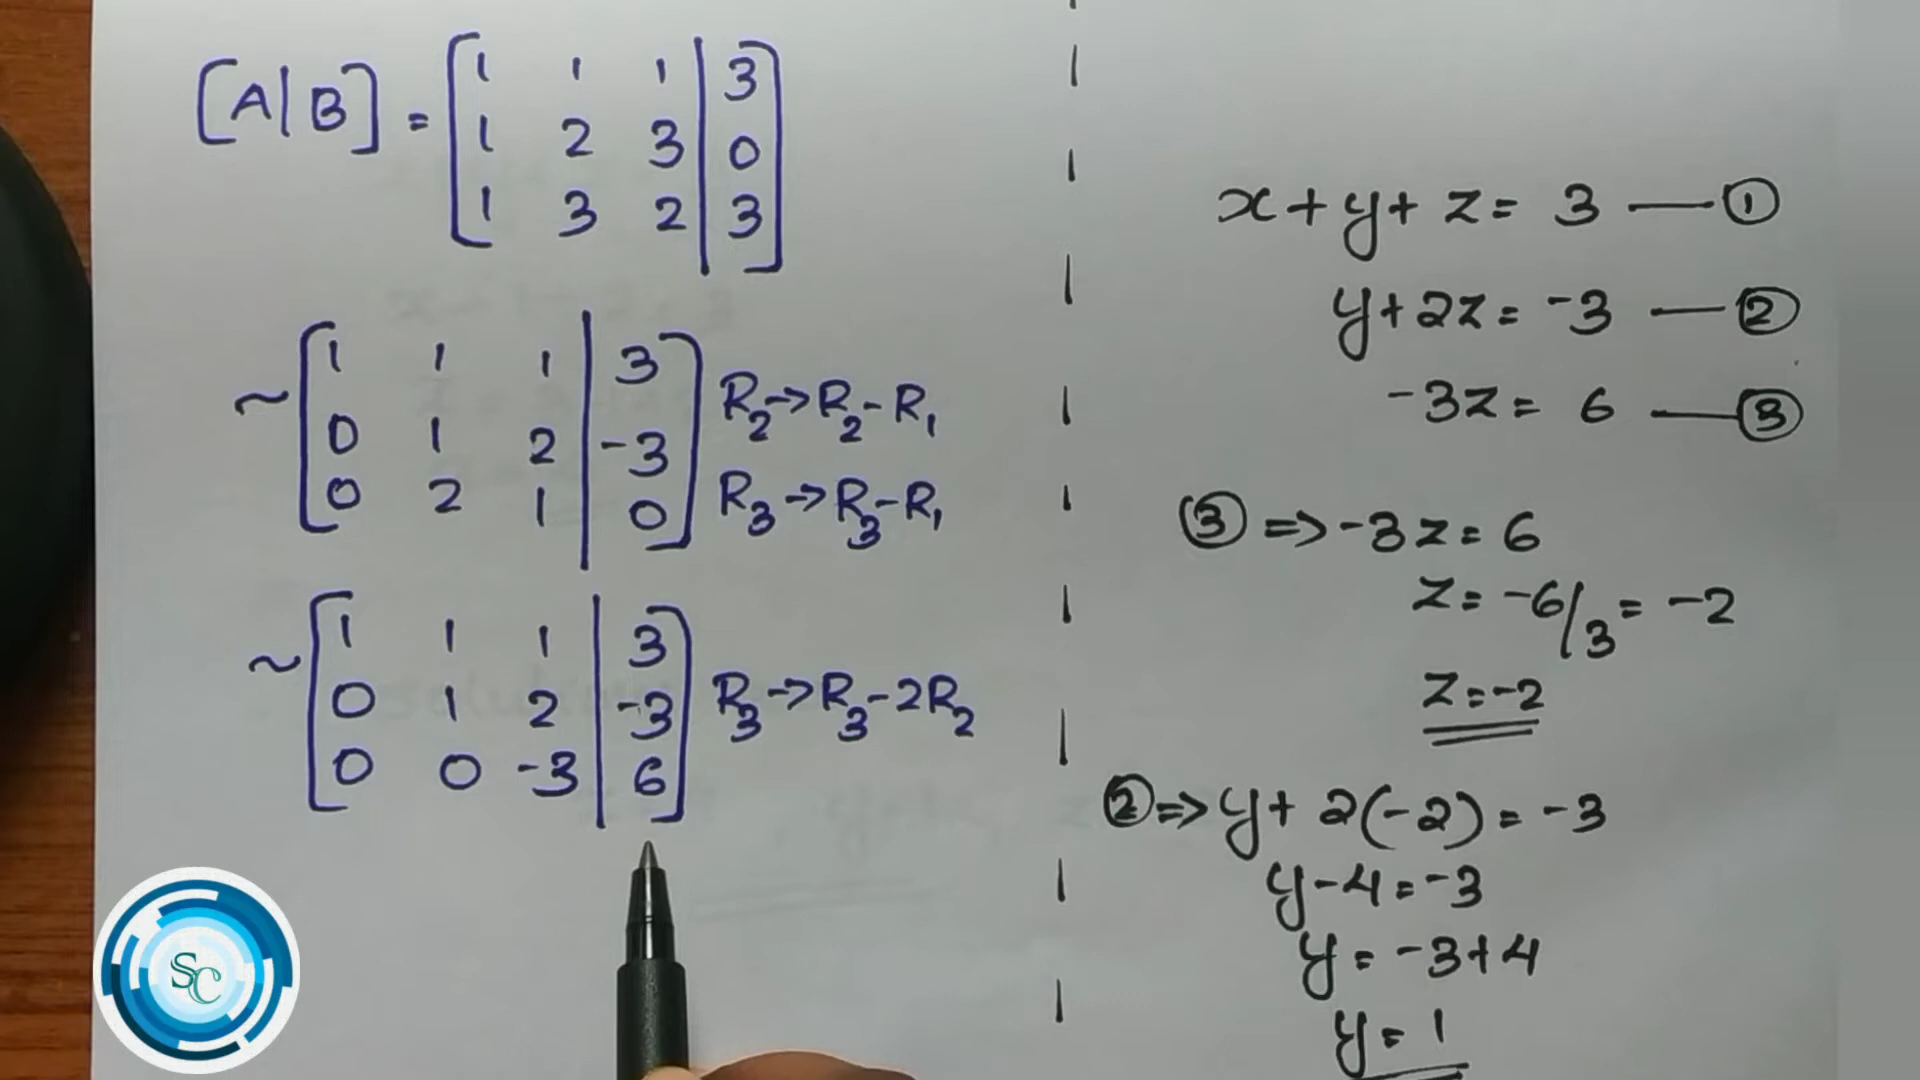 [A|B] = [1 1 1 | 3]
[1 2 3 | 0]
[1 3 2 | 3]
~ [1 1 1 | 3]
[0 1 2 | -3] R₂→R₂-R₁
[0 2 1 | 0] R₃→R₃-R₁
~ [1 1 1 | 3]
[0 1 2 | -3] R₃→R₃-2R₂
[0 0 -3 | 6]
SC
x+y+z= 3 —①
y+2z= -3 —②
-3z= 6 —③
③ => -3z= 6
z= -6/3 = -2
z=-2
② => y+ 2(-2)= -3
y-4=-3
y= -3+4
y= 1